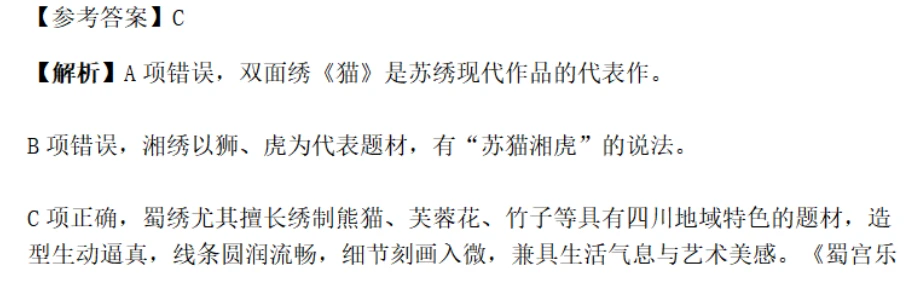 【参考答案】C
【解析】A 项错误，双面绣《猫》是苏绣现代作品的代表作。
B 项错误，湘绣以狮、虎为代表题材，有“苏猫湘虎”的说法。
C 项正确，蜀绣尤其擅长绣制熊猫、芙蓉花、竹子等具有四川地域特色的题材，造
型生动逼真，线条圆润流畅，细节刻画入微，兼具生活气息与艺术美感。《蜀宫乐